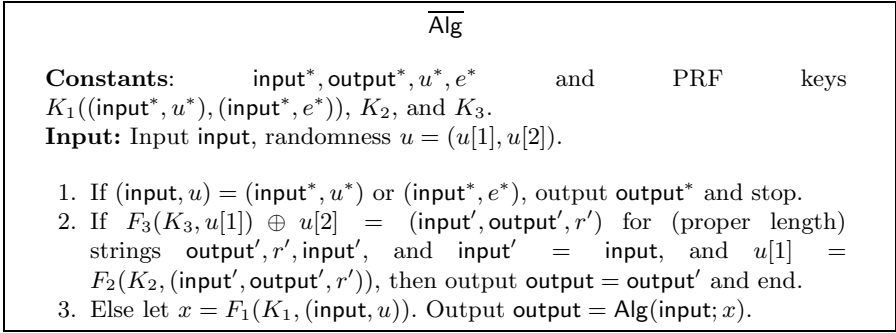 Alg
Constants: input*, output*, u*, e* and PRF keys
K₁((input*, u*), (input*, e*)), K₂, and K₃.
Input: Input input, randomness u = (u[1], u[2]).
1. If (input, u) = (input*, u*) or (input*, e*), output output* and stop.
2. If F₃(K₃, u[1]) ⊕ u[2] = (input′, output′, r′) for (proper length)
strings output′, r′, input′, and input′ = input, and u[1] =
F₂(K₂, (input′, output′, r′)), then output output = output′ and end.
3. Else let x = F₁(K₁, (input, u)). Output output = Alg(input; x).